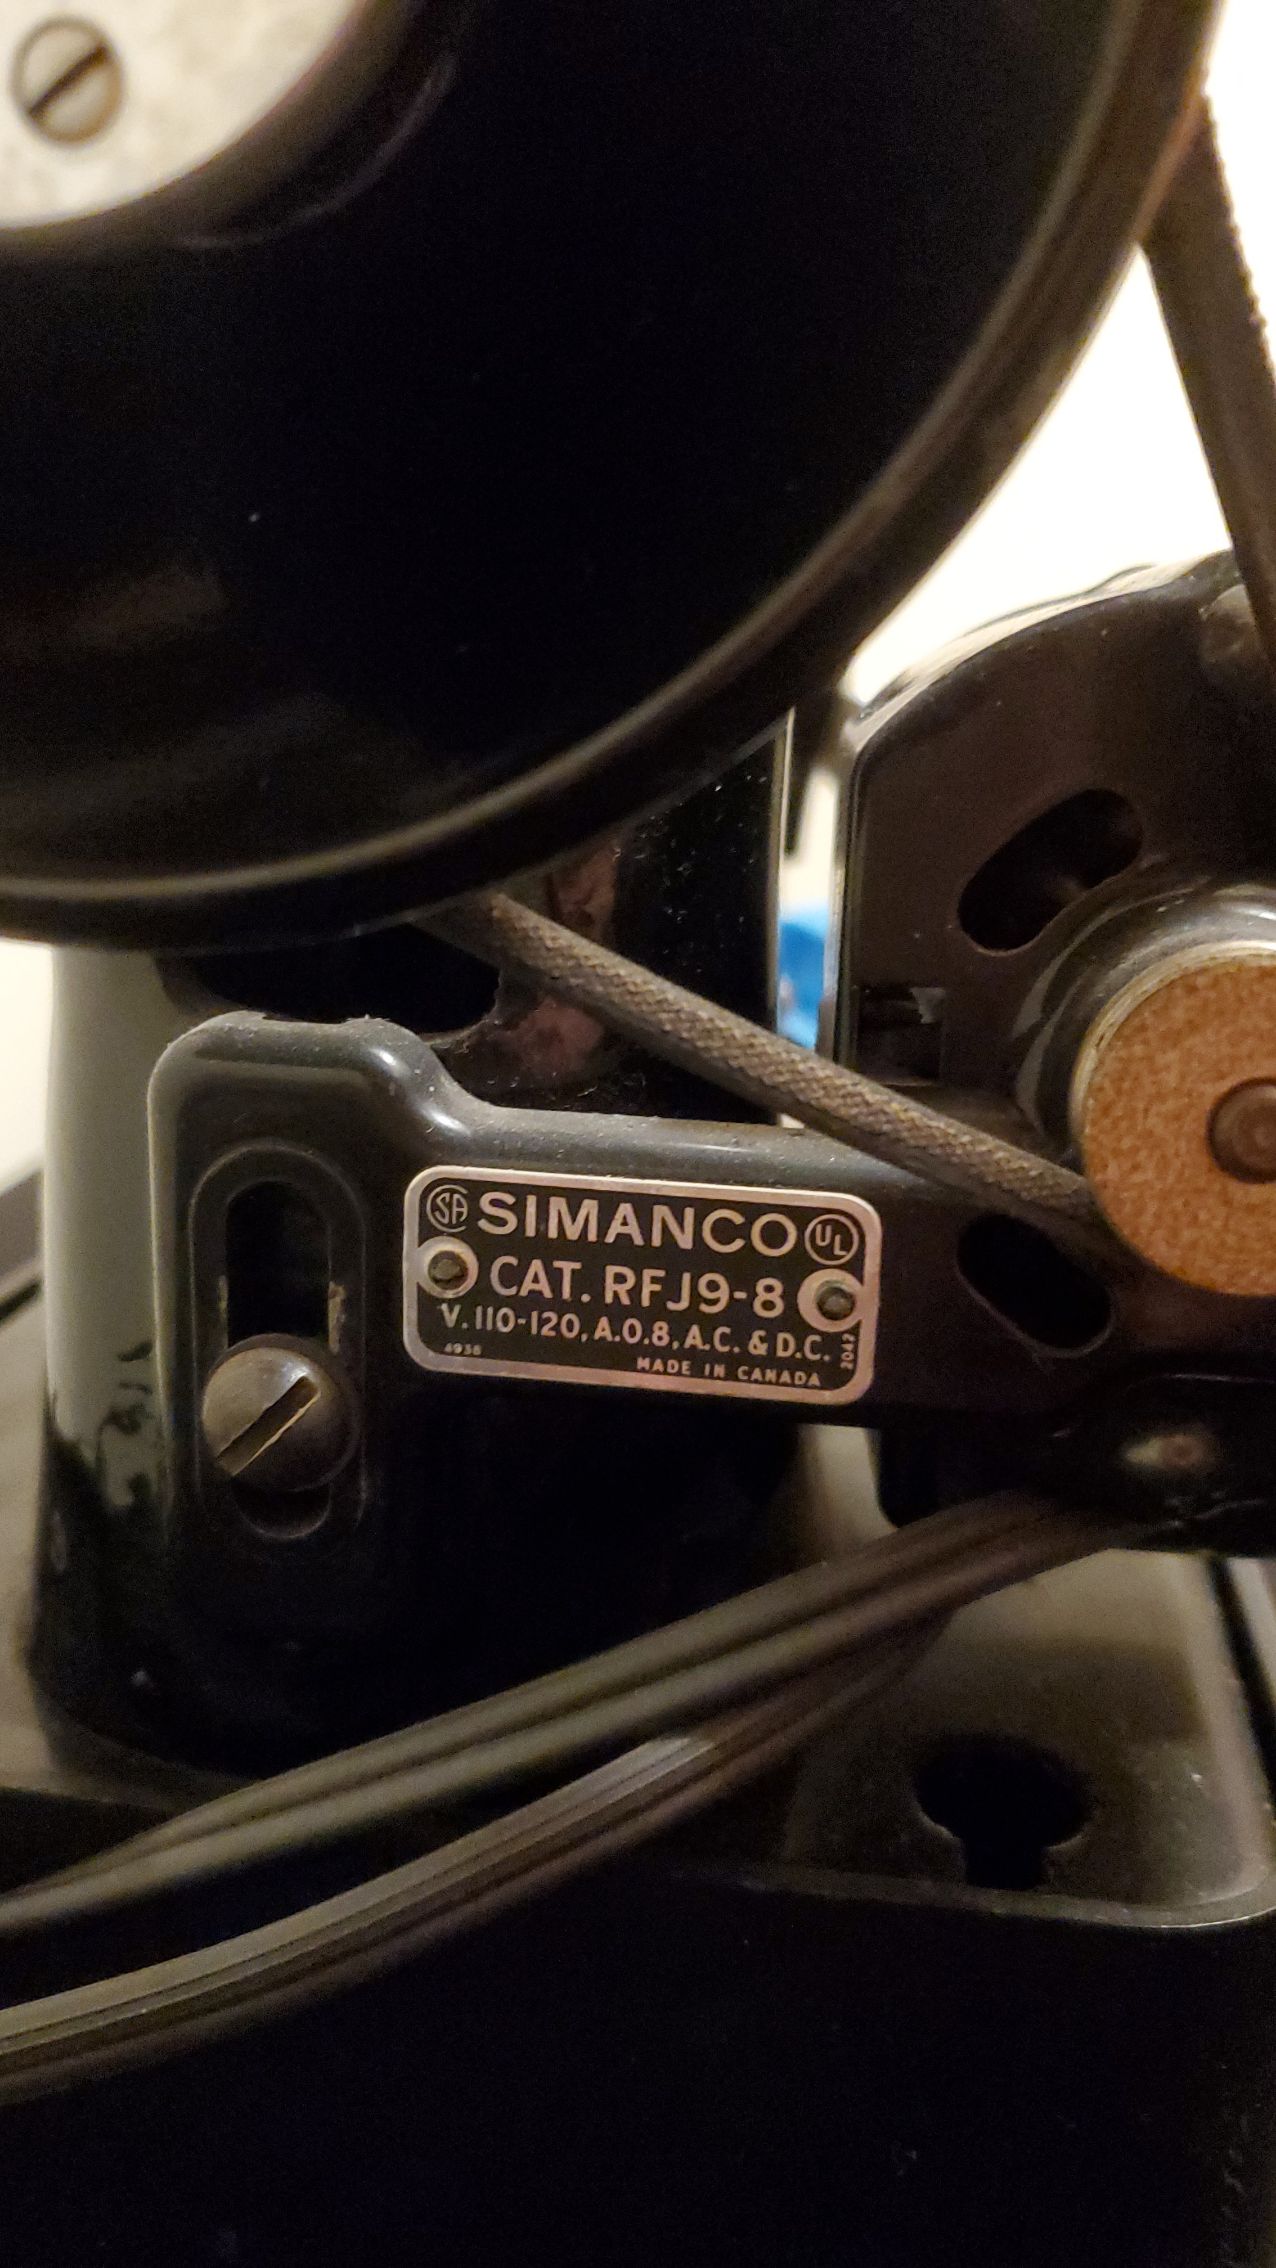 SA SIMANCO UL
CAT. RFJ9-8
V. 110-120, A.0.8, A.C. & D.C.
4936
MADE IN CANADA
2042